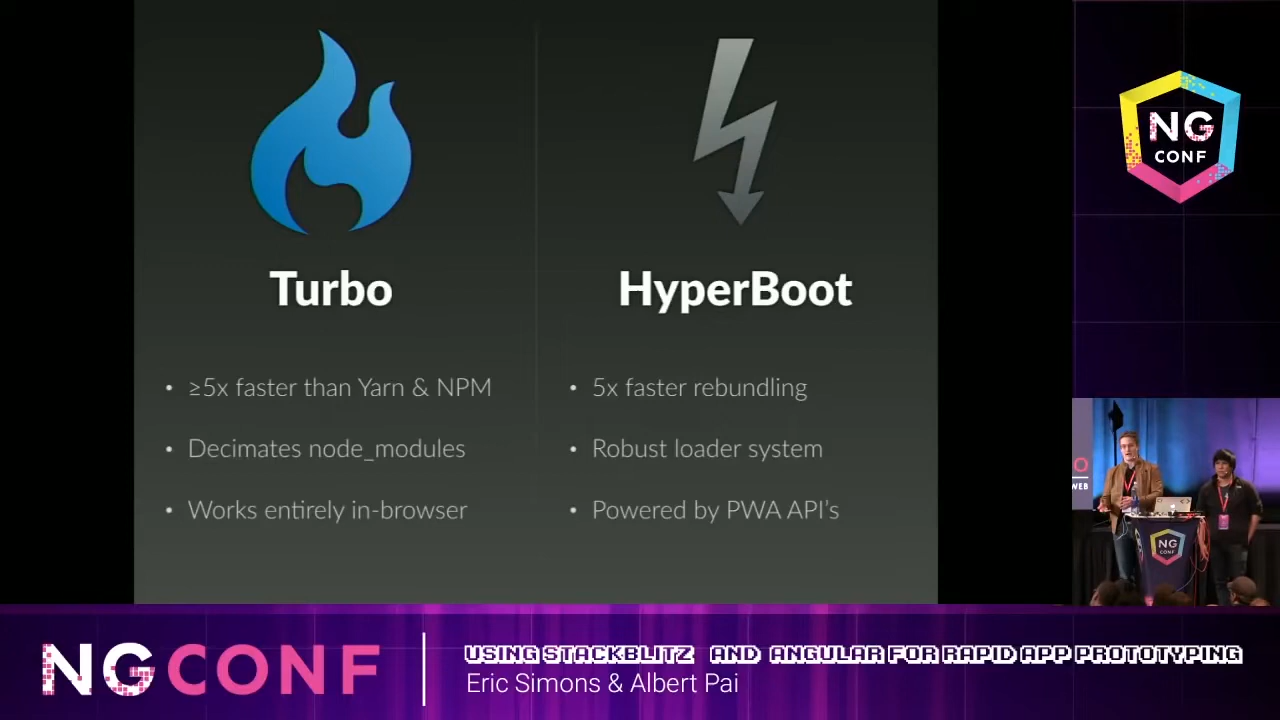 Turbo
≥5x faster than Yarn & NPM
Decimates node_modules
Works entirely in-browser
HyperBoot
5x faster rebundling
Robust loader system
Powered by PWA API's
NG
CONF
O
WEB
NG
CONF
NGCONF
USING STACKBLITZ AND ANGULAR FOR RAPID APP PROTOTYPING
Eric Simons & Albert Pai